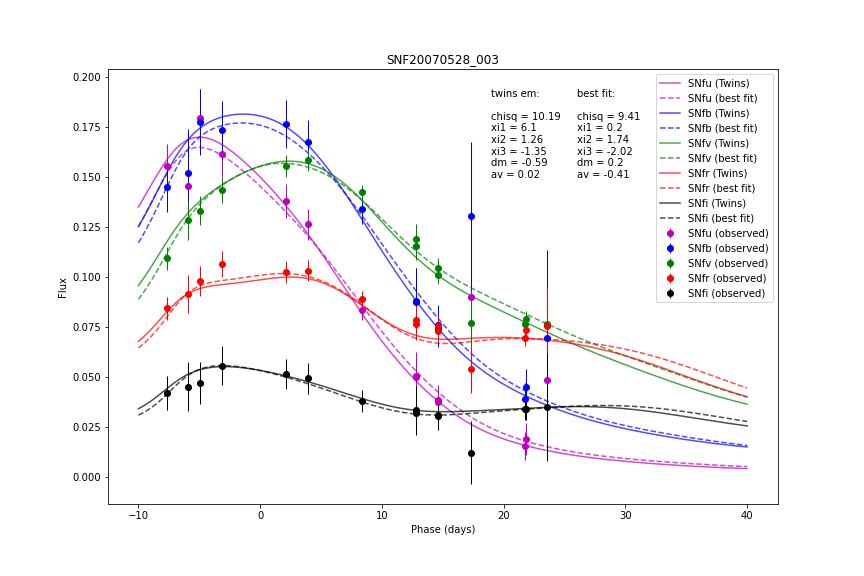 SNF20070528_003
0.200
0.175
0.150
0.125
0.100
0.075
0.050
0.025
0.000
Flux
−10
0
10
20
30
40
Phase (days)
twins em:
chisq = 10.19
xi1 = 6.1
xi2 = 1.26
xi3 = -1.35
dm = -0.59
av = 0.02
best fit:
chisq = 9.41
xi1 = 0.2
xi2 = 1.74
xi3 = -2.02
dm = 0.2
av = -0.41
SNfu (Twins)
SNfu (best fit)
SNfb (Twins)
SNfb (best fit)
SNfv (Twins)
SNfv (best fit)
SNfr (Twins)
SNfr (best fit)
SNfi (Twins)
SNfi (best fit)
SNfu (observed)
SNfb (observed)
SNfv (observed)
SNfr (observed)
SNfi (observed)